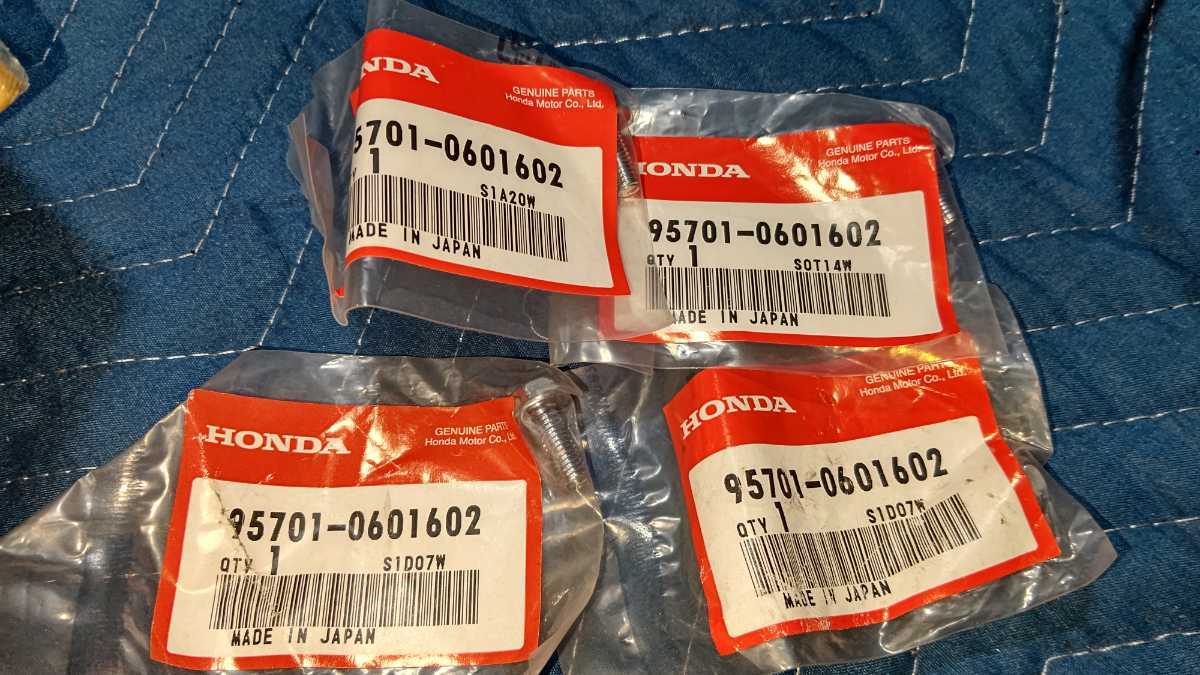 NDA
GENUINE PARTS
Honda Motor Co., Ltd.
5701-0601602
Y 1
S1A20W
MADE IN JAPAN
HONDA
GENUINE PARTS
Honda Motor Co., Ltd.
95701-0601602
QTY 1
S0T14W
MADE IN JAPAN
HONDA
GENUINE PARTS
Honda Motor Co., Ltd.
95701-0601602
QTY 1
S1D07W
MADE IN JAPAN
HONDA
GENUINE PARTS
Honda Motor Co., Ltd.
95701-0601602
QTY 1
S1D07W
MADE IN JAPAN